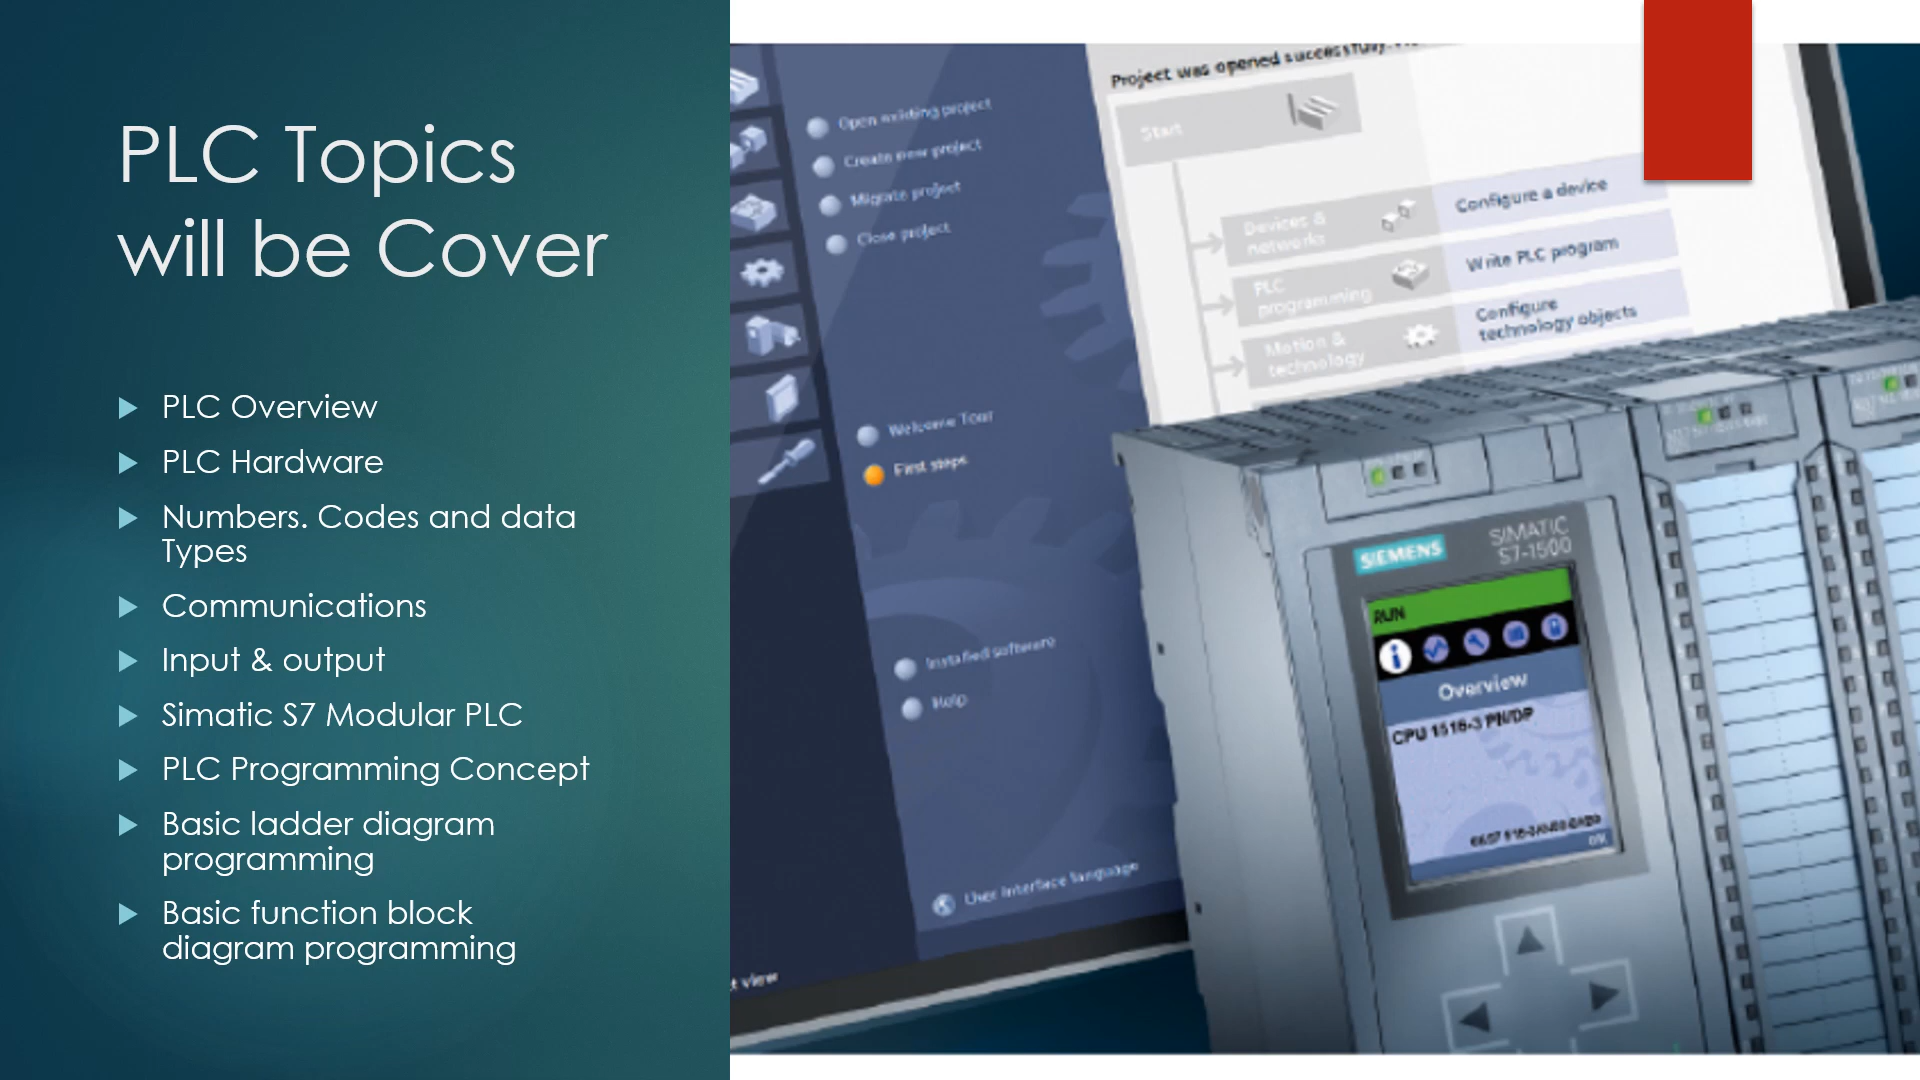 PLC Topics
will be Cover
PLC Overview
PLC Hardware
Numbers. Codes and data
Types
Communications
Input & output
Simatic S7 Modular PLC
PLC Programming Concept
Basic ladder diagram
programming
Basic function block
diagram programming
Project was opened successfully.
Start
Open existing project
Create new project
Migrate project
Close project
Devices &
networks
Configure a device
PLC
programming
Write PLC program
Motion &
technology
Configure
technology objects
Welcome Tour
First steps
Installed software
Help
User interface language
t view
SIEMENS
SIMATIC
S7-1500
RUN
Overview
CPU 1516-3 PN/DP
OK